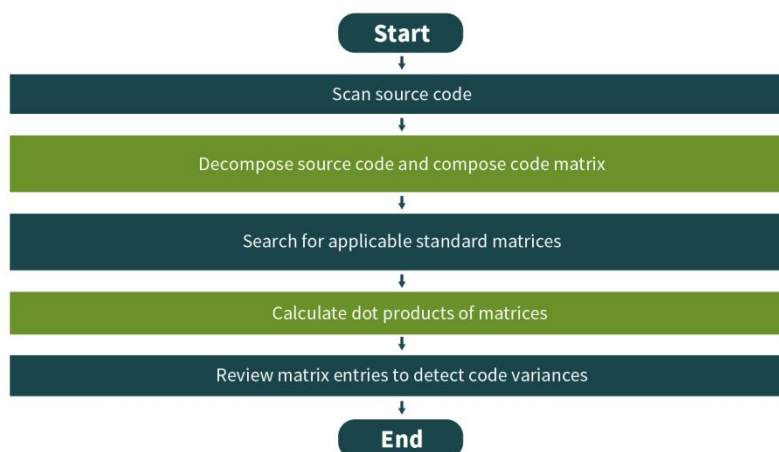 Start
Scan source code
Decompose source code and compose code matrix
Search for applicable standard matrices
Calculate dot products of matrices
Review matrix entries to detect code variances
End